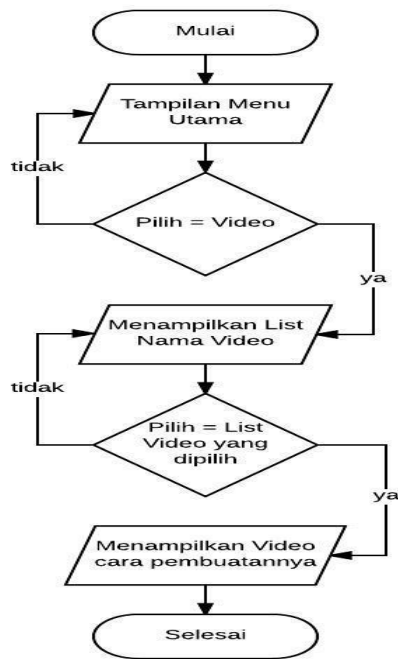 Mulai
Tampilan Menu
Utama
tidak
Pilih = Video
ya
Menampilkan List
Nama Video
tidak
Pilih = List
Video yang
dipilih
ya
Menampilkan Video
cara pembuatannya
Selesai